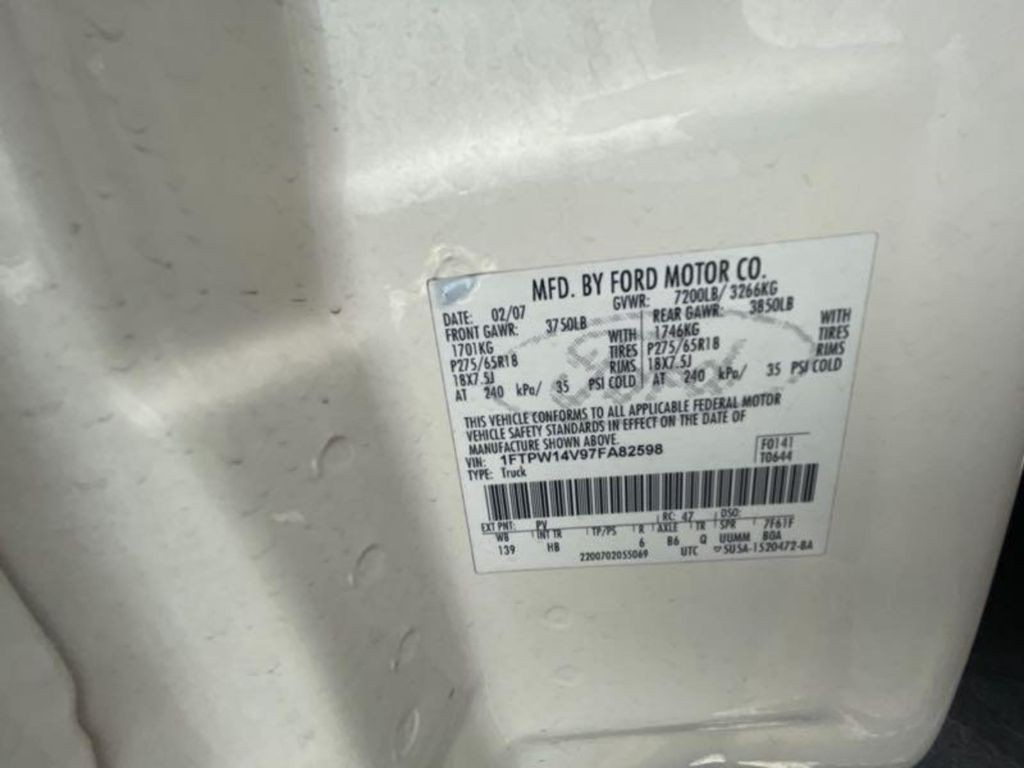 MFD. BY FORD MOTOR CO.
DATE: 02/07 GVWR: 7200LB/ 3266KG
FRONT GAWR: 3750LB REAR GAWR: 3850LB
1701KG WITH 1746KG WITH
P275/65R18 TIRES P275/65R18 TIRES
18X7.5J RIMS 18X7.5J RIMS
AT 240 kPa/ 35 PSI COLD AT 240 kPa/ 35 PSI COLD
THIS VEHICLE CONFORMS TO ALL APPLICABLE FEDERAL MOTOR
VEHICLE SAFETY STANDARDS IN EFFECT ON THE DATE OF
MANUFACTURE SHOWN ABOVE.
VIN: 1FTPW14V97FA82598 F0141
TYPE: Truck T0644
EXT PNT: PV RC: 47 DSO:
WB INT TR TP/PS R AXLE TR SPR 7F61F
139 HB 6 B6 Q UUMM BOA
2200702055069 UTC 5U5A-1520472-BA